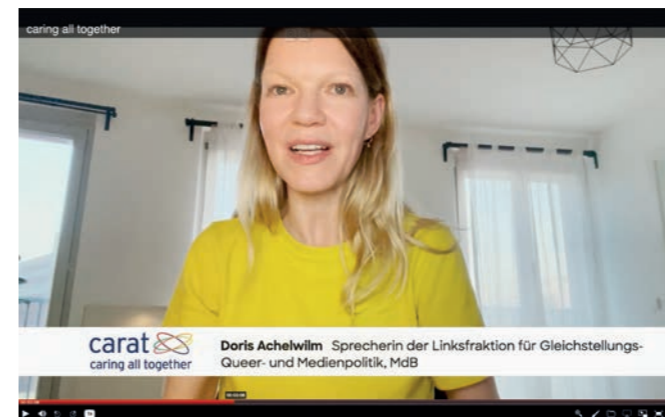 caring all together
carat
caring all together
Doris Achelwilm Sprecherin der Linksfraktion für Gleichstellungs-
Queer- und Medienpolitik, MdB